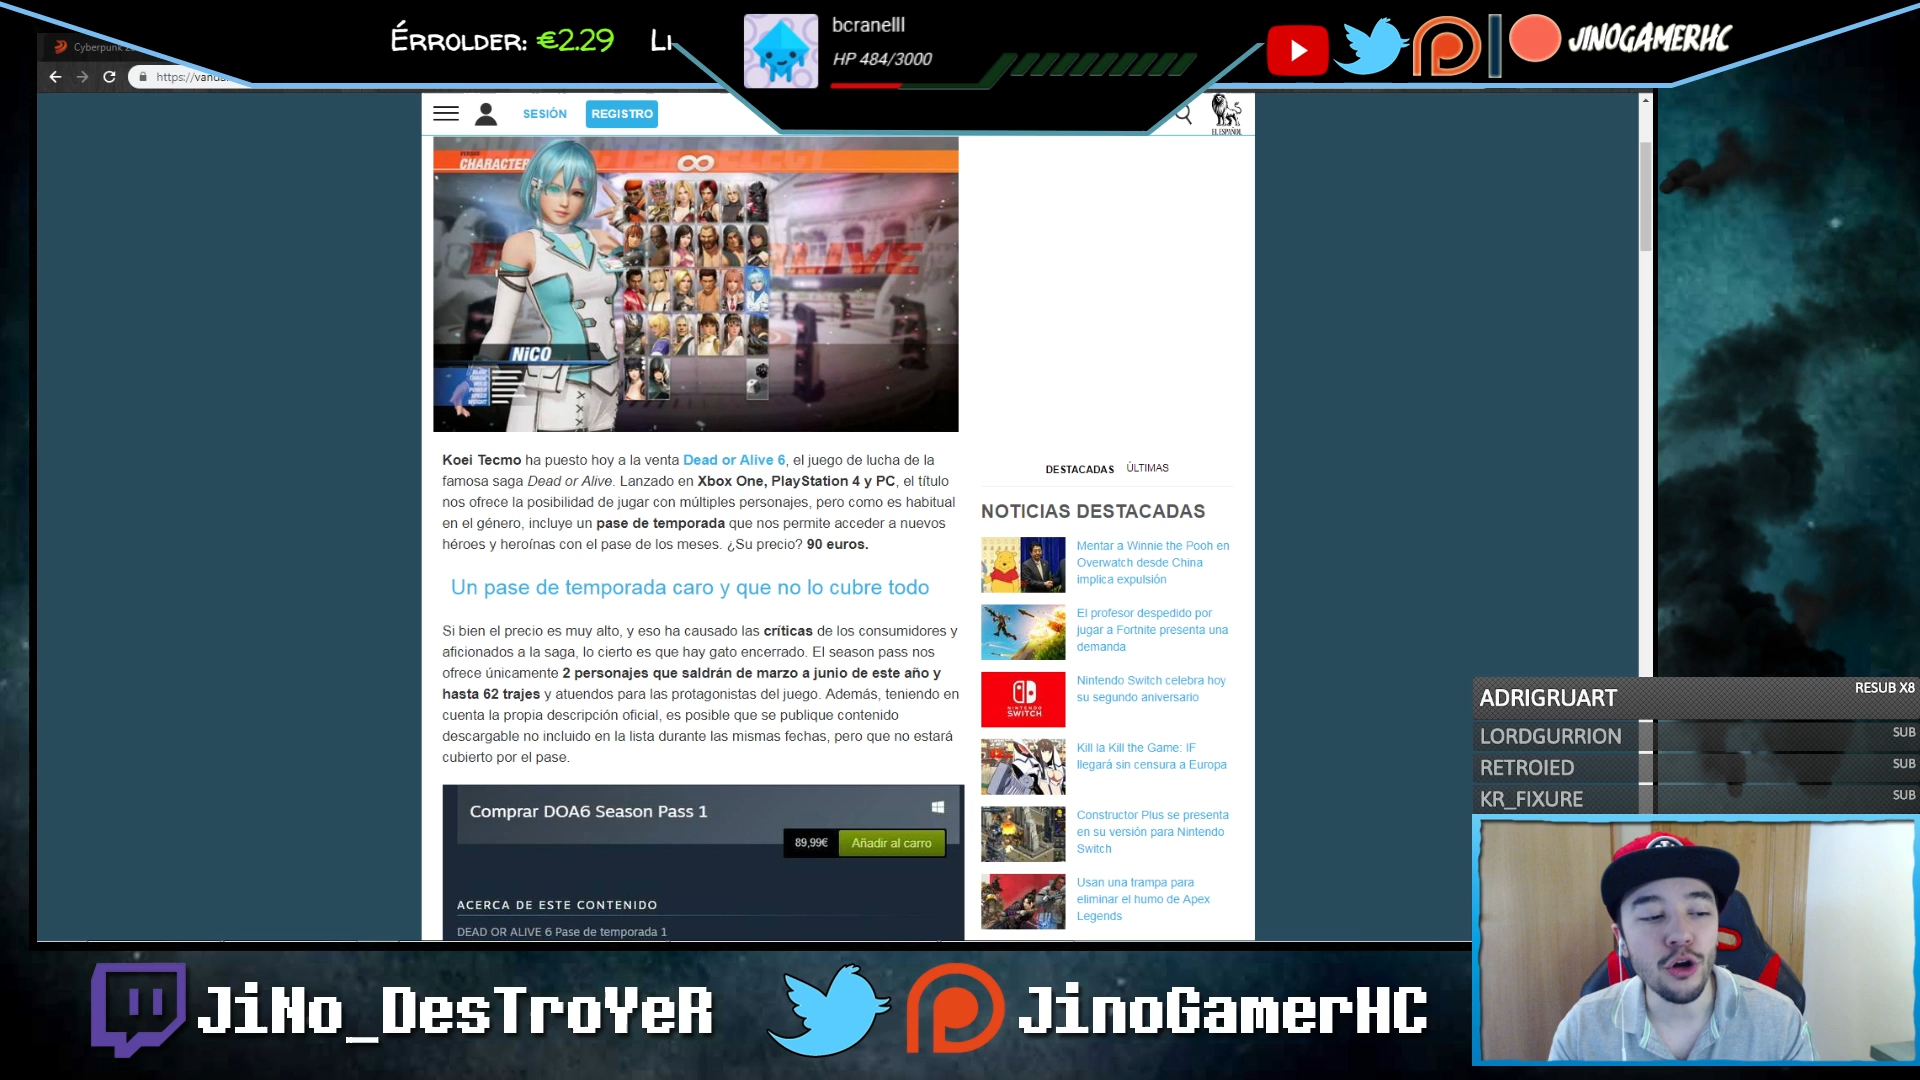 ÉRROLDER: €2.29 LI
bcranelll
HP 484/3000
JINOGAMERHC
Cyberpunk
https://vanda
SESIÓN
REGISTRO
EL ESPAÑOL
CHARACTER
NiCO
Koei Tecmo ha puesto hoy a la venta Dead or Alive 6, el juego de lucha de la
famosa saga Dead or Alive. Lanzado en Xbox One, PlayStation 4 y PC, el título
nos ofrece la posibilidad de jugar con múltiples personajes, pero como es habitual
en el género, incluye un pase de temporada que nos permite acceder a nuevos
héroes y heroínas con el pase de los meses. ¿Su precio? 90 euros.
Un pase de temporada caro y que no lo cubre todo
Si bien el precio es muy alto, y eso ha causado las críticas de los consumidores y
aficionados a la saga, lo cierto es que hay gato encerrado. El season pass nos
ofrece únicamente 2 personajes que saldrán de marzo a junio de este año y
hasta 62 trajes y atuendos para las protagonistas del juego. Además, teniendo en
cuenta la propia descripción oficial, es posible que se publique contenido
descargable no incluido en la lista durante las mismas fechas, pero que no estará
cubierto por el pase.
Comprar DOA6 Season Pass 1
89,99€
Añadir al carro
ACERCA DE ESTE CONTENIDO
DEAD OR ALIVE 6 Pase de temporada 1
DESTACADAS ÚLTIMAS
NOTICIAS DESTACADAS
Mentar a Winnie the Pooh en
Overwatch desde China
implica expulsión
El profesor despedido por
jugar a Fortnite presenta una
demanda
NINTENDO
SWITCH
Nintendo Switch celebra hoy
su segundo aniversario
Kill la Kill the Game: IF
llegará sin censura a Europa
Constructor Plus se presenta
en su versión para Nintendo
Switch
Usan una trampa para
eliminar el humo de Apex
Legends
ADRIGRUART RESUB X8
LORDGURRION SUB
RETROIED SUB
KR_FIXURE SUB
JiNo_DesTroYeR
JinoGamerHC